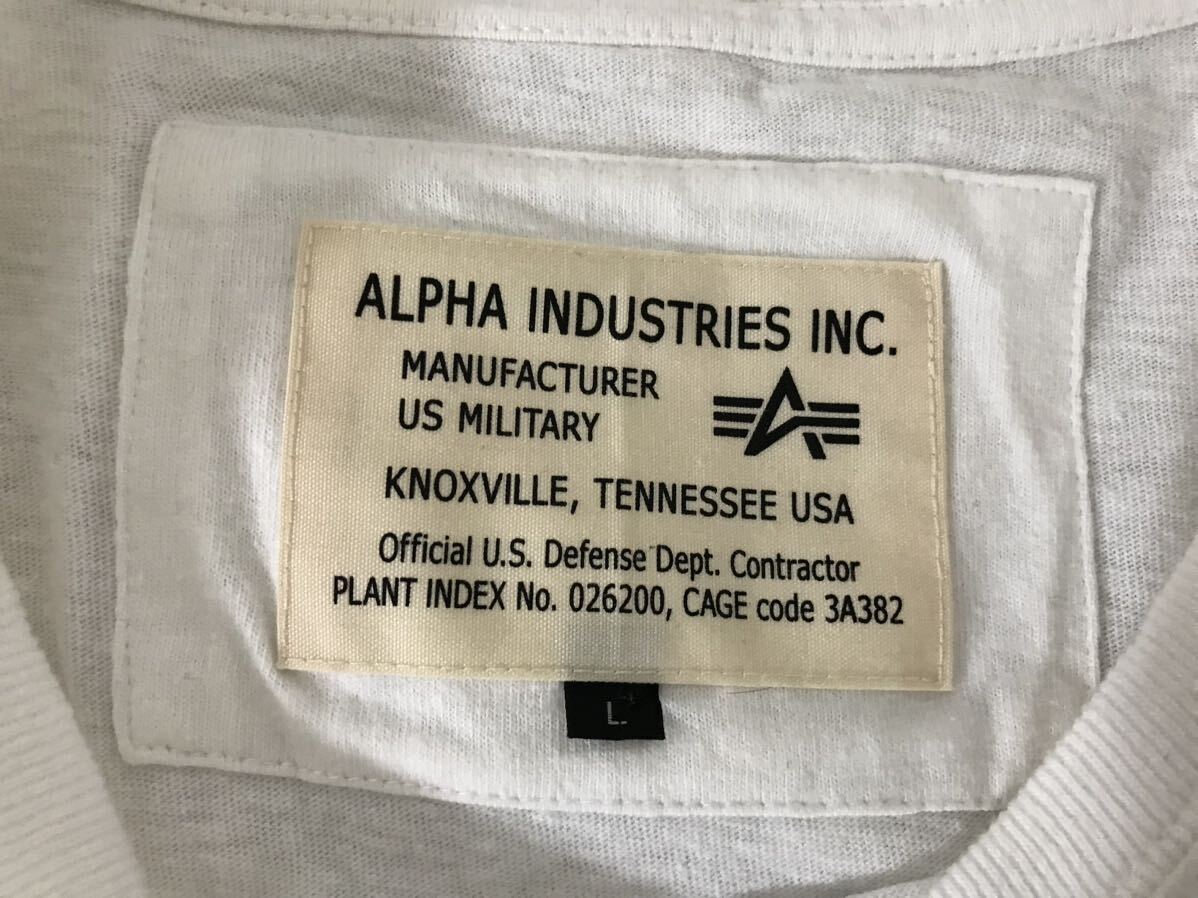 ALPHA INDUSTRIES INC.
MANUFACTURER
US MILITARY
KNOXVILLE, TENNESSEE USA
Official U.S. Defense Dept. Contractor
PLANT INDEX No. 026200, CAGE code 3A382
L